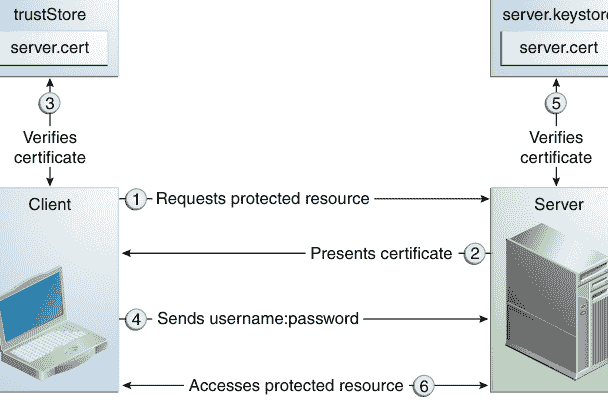 trustStore
server.cert
server.keystore
server.cert
3
5
Verifies
certificate
Verifies
certificate
Client
1 Requests protected resource
Server
Presents certificate 2
4 Sends username:password
Accesses protected resource 6